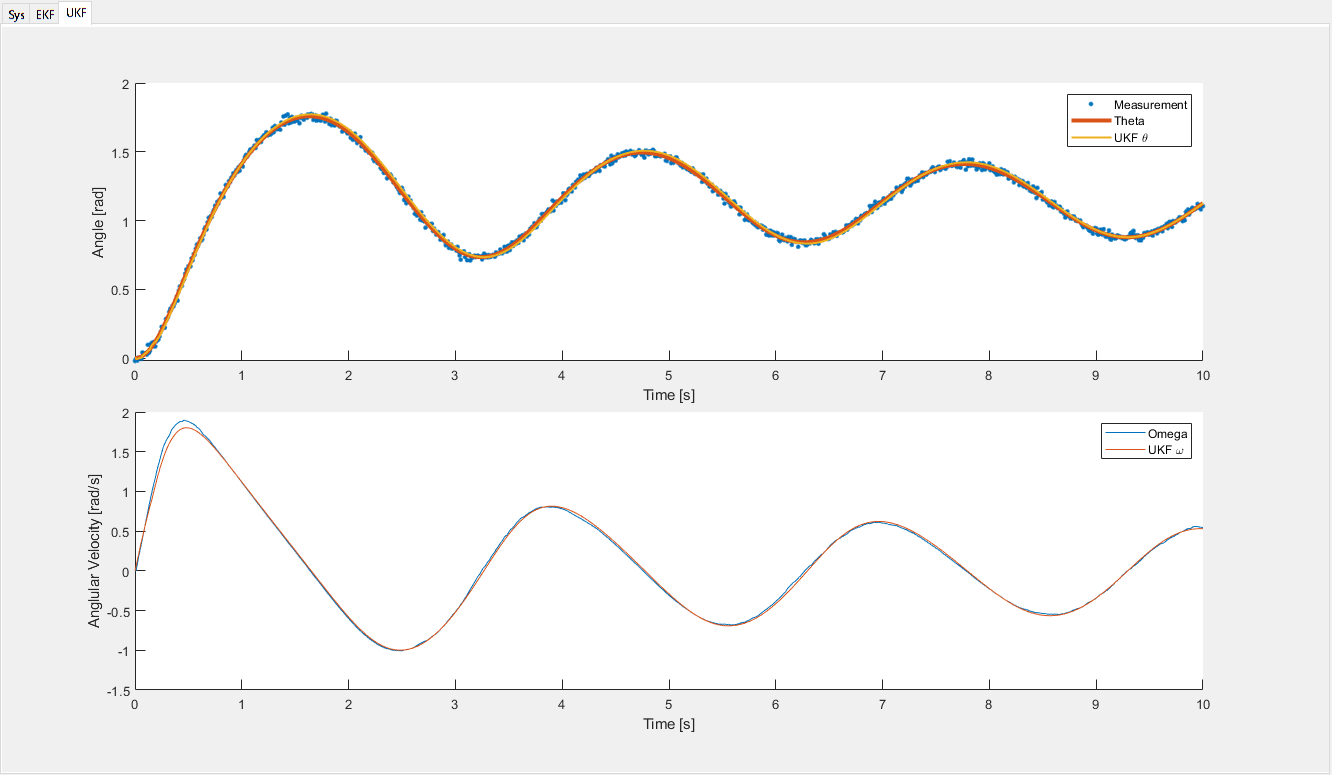 Sys EKF UKF
2
1.5
1
0.5
0
Angle [rad]
Measurement
Theta
UKF θ
0 1 2 3 4 5 6 7 8 9 10
Time [s]
2
1.5
1
0.5
0
-0.5
-1
-1.5
Anglular Velocity [rad/s]
Omega
UKF ω
0 1 2 3 4 5 6 7 8 9 10
Time [s]